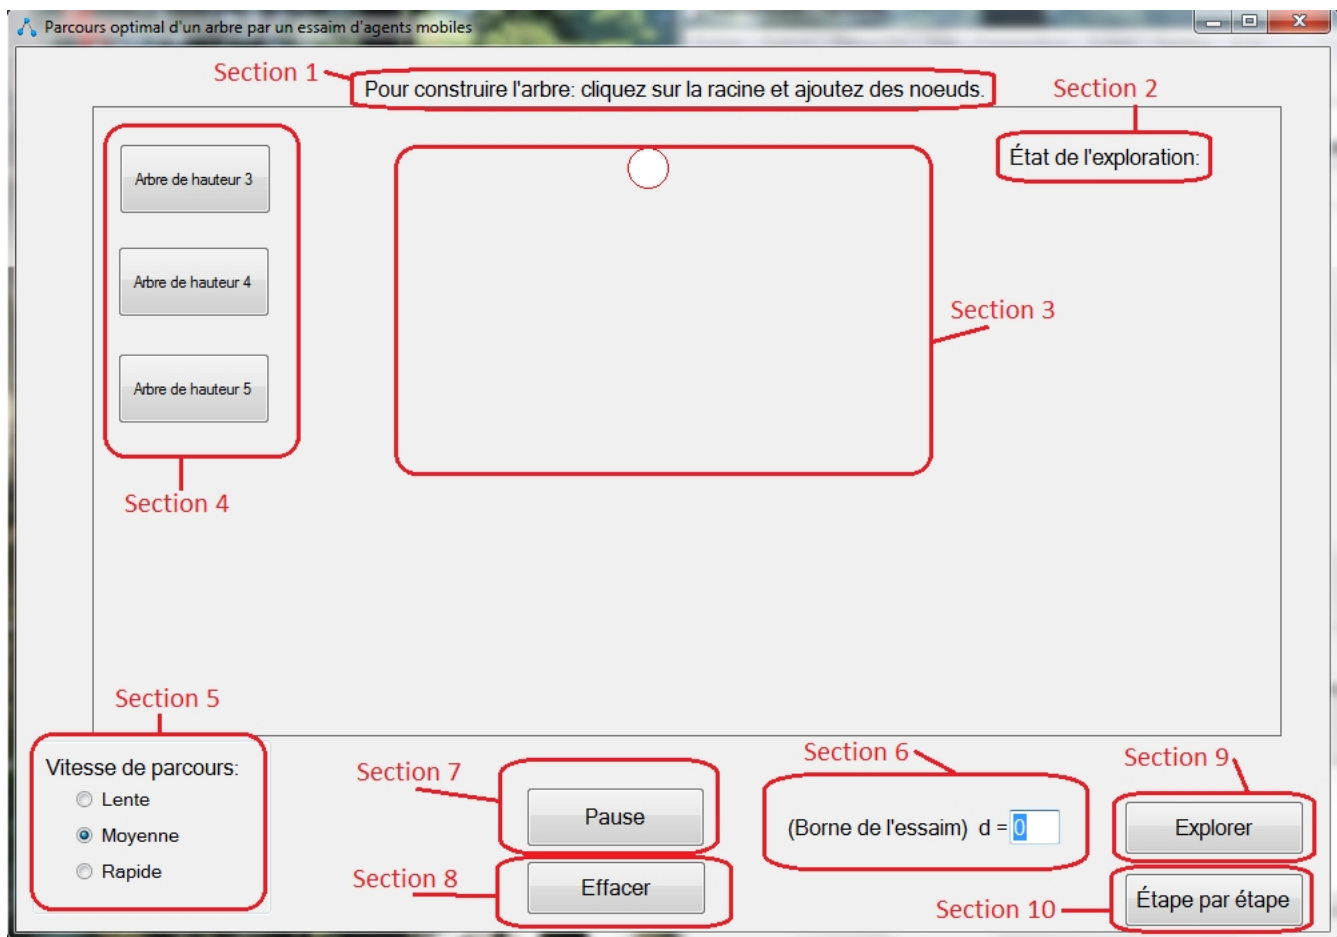 Parcours optimal d'un arbre par un essaim d'agents mobiles
Section 1
Pour construire l'arbre: cliquez sur la racine et ajoutez des noeuds.
Section 2
État de l'exploration:
Arbre de hauteur 3
Arbre de hauteur 4
Section 3
Arbre de hauteur 5
Section 4
Section 5
Vitesse de parcours:
Lente
Moyenne
Rapide
Section 7
Pause
Section 8
Effacer
Section 6
(Borne de l'essaim) d = 0
Section 9
Explorer
Section 10
Étape par étape